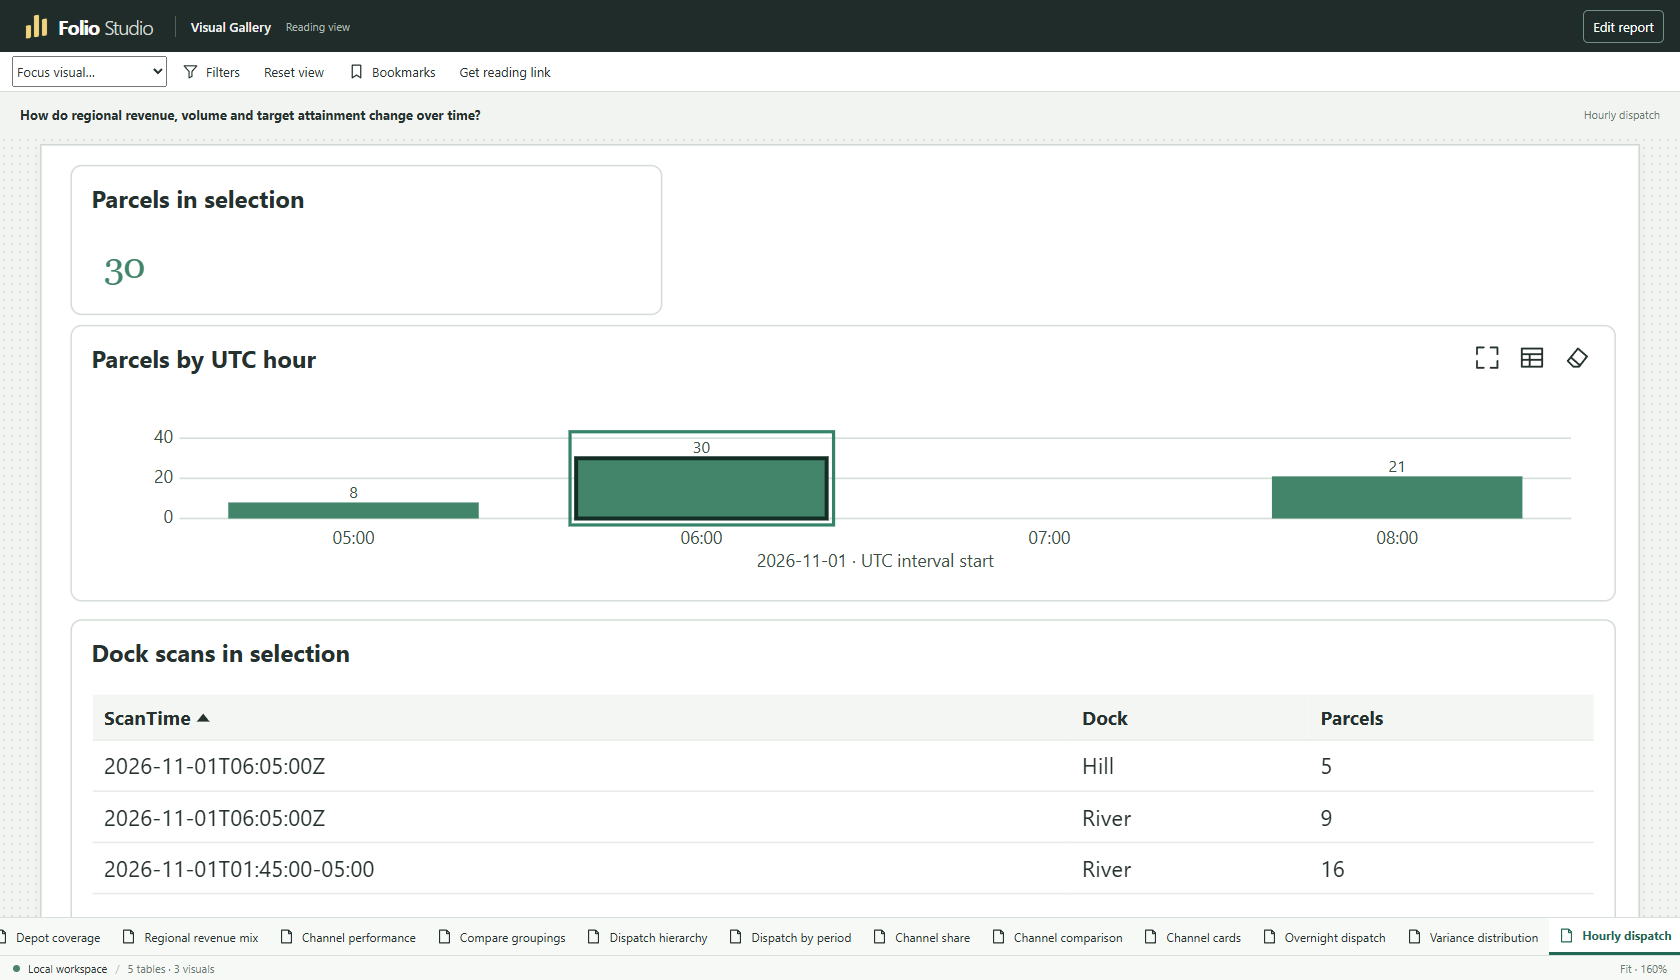 Folio Studio Visual Gallery Reading view Edit report
Focus visual... Filters Reset view Bookmarks Get reading link
How do regional revenue, volume and target attainment change over time? Hourly dispatch
Parcels in selection
30
Parcels by UTC hour
40
20
0
8
30
21
05:00 06:00 07:00 08:00
2026-11-01 · UTC interval start
Dock scans in selection
ScanTime Dock Parcels
2026-11-01T06:05:00Z Hill 5
2026-11-01T06:05:00Z River 9
2026-11-01T01:45:00-05:00 River 16
Depot coverage Regional revenue mix Channel performance Compare groupings Dispatch hierarchy Dispatch by period Channel share Channel comparison Channel cards Overnight dispatch Variance distribution Hourly dispatch
Local workspace / 5 tables · 3 visuals Fit · 160%